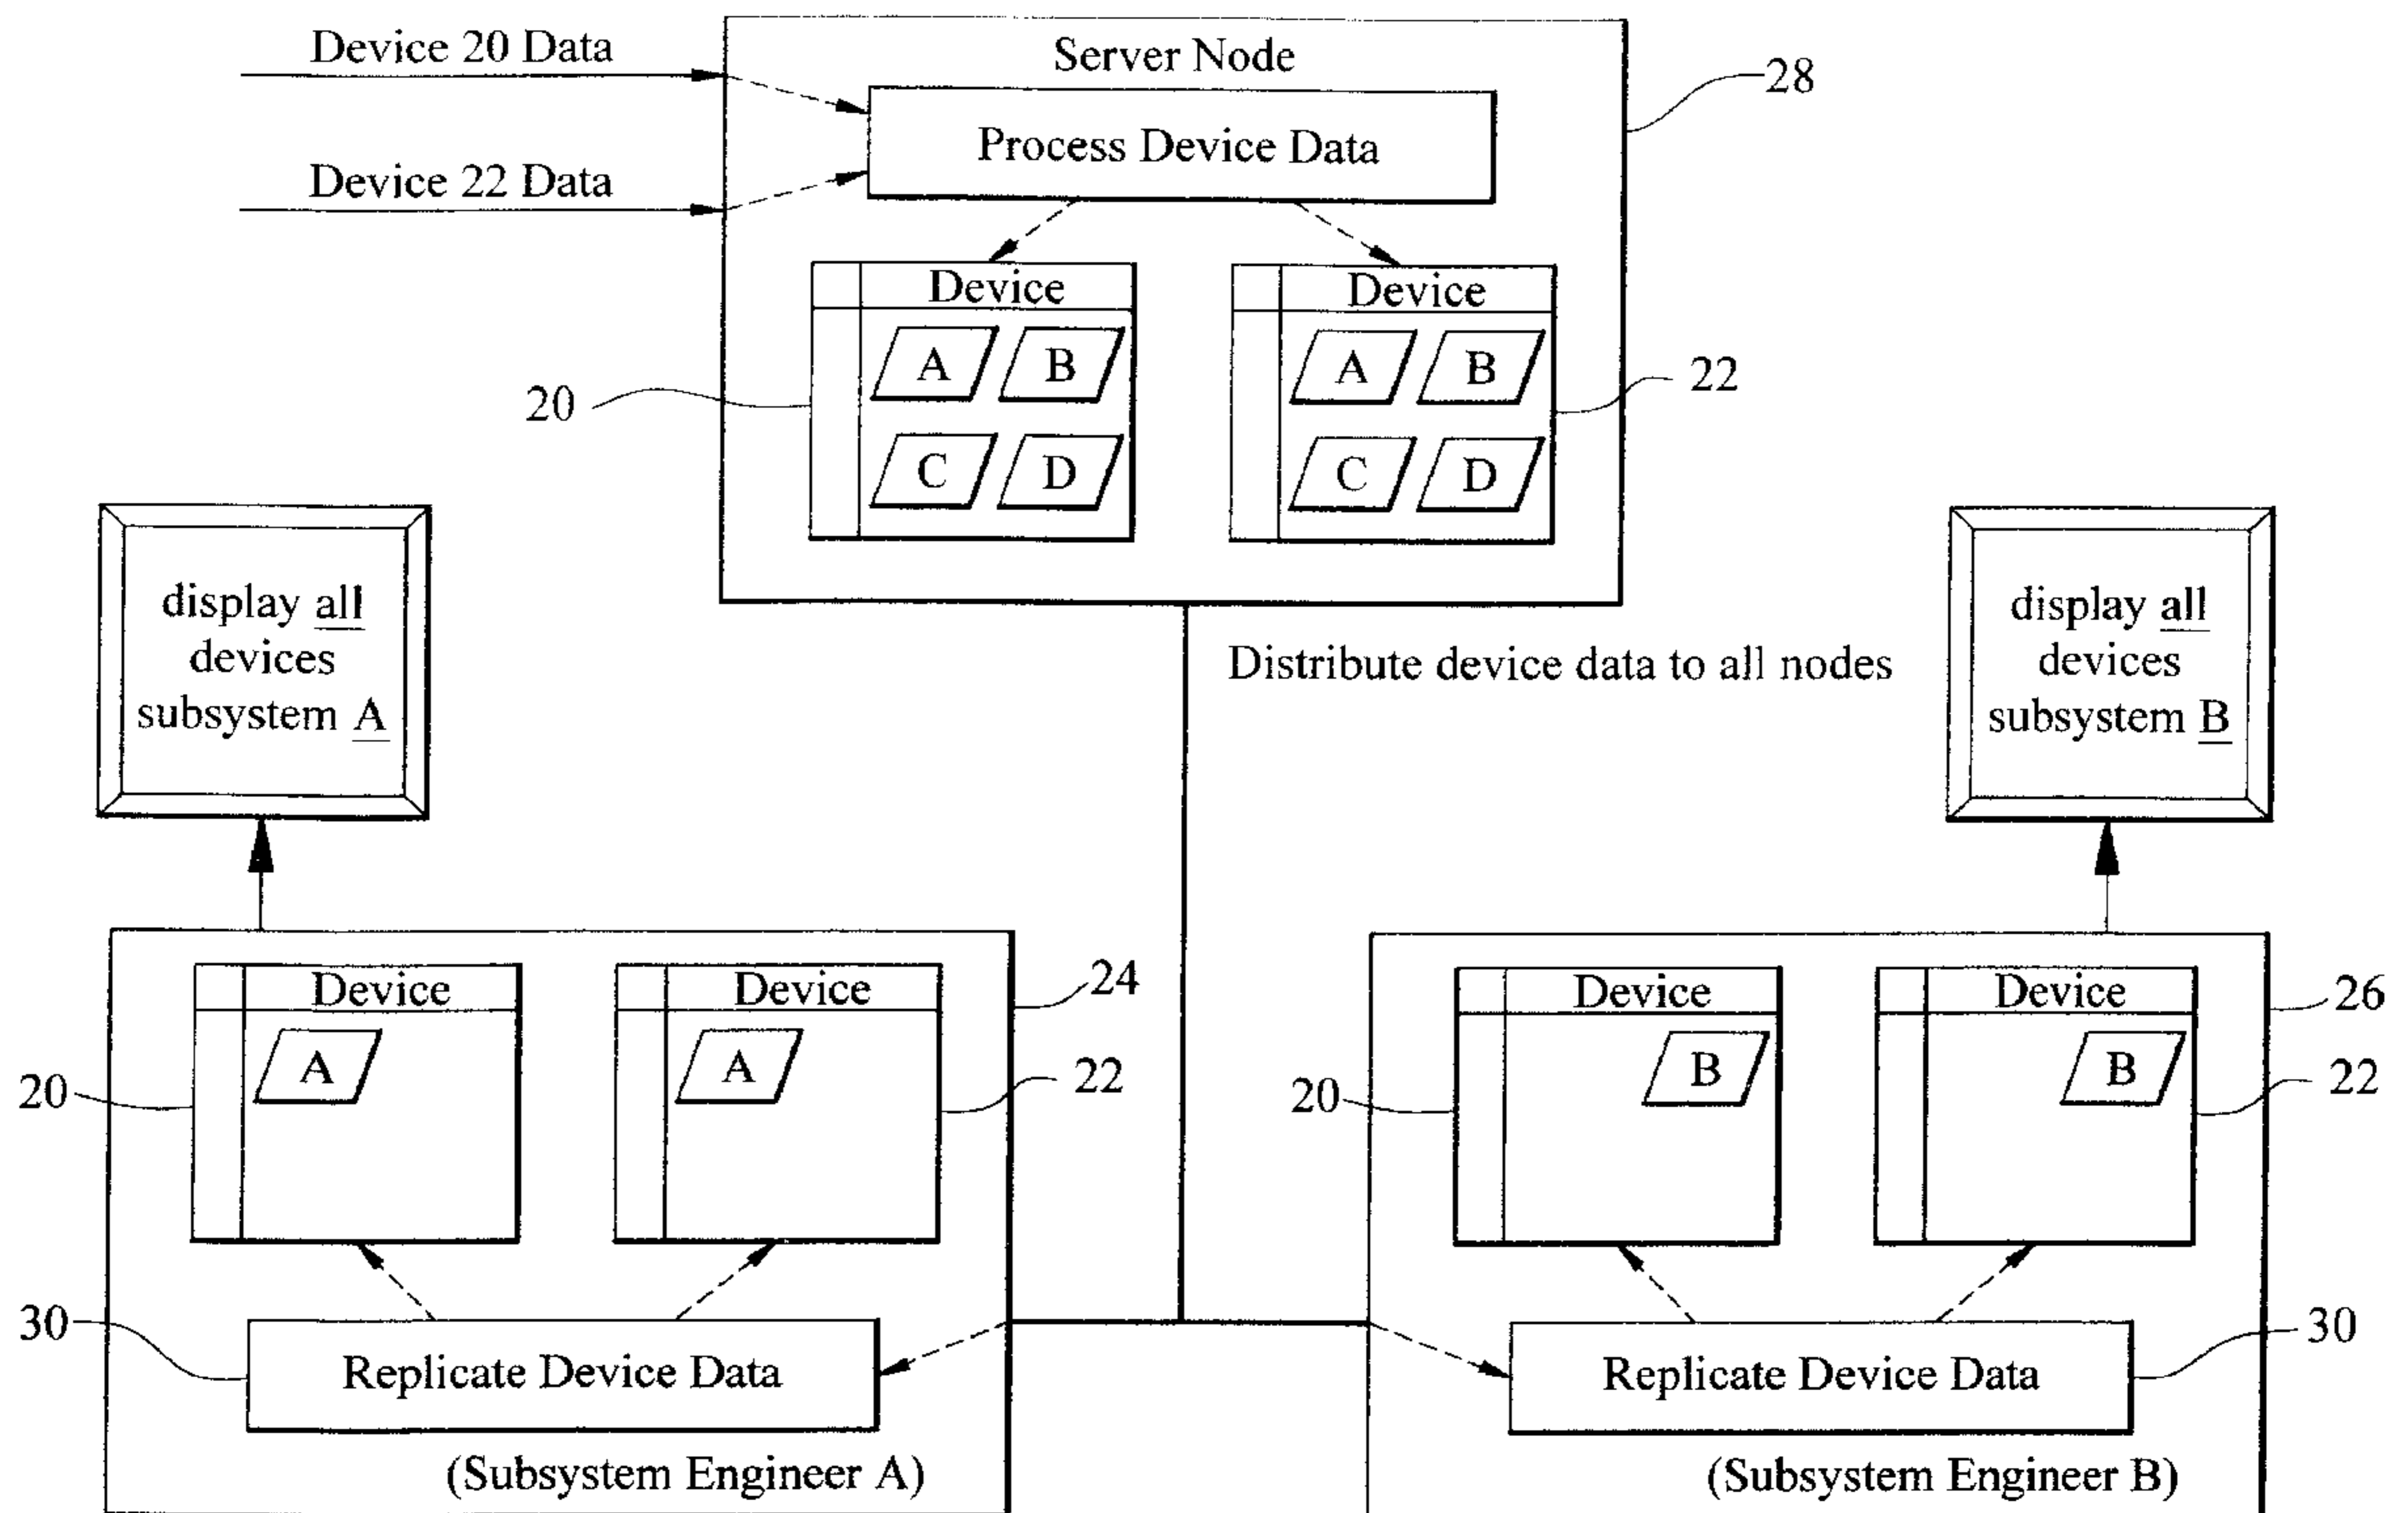 Device 20 Data
Server Node
28
Process Device Data
Device 22 Data
Device
Device
A B
A B
20
22
C D
C D
display all
devices
subsystem A
display all
devices
subsystem B
Distribute device data to all nodes
Device
Device
24
Device
Device
26
A
A
B
B
20
22
20
22
30
Replicate Device Data
Replicate Device Data
30
(Subsystem Engineer A)
(Subsystem Engineer B)